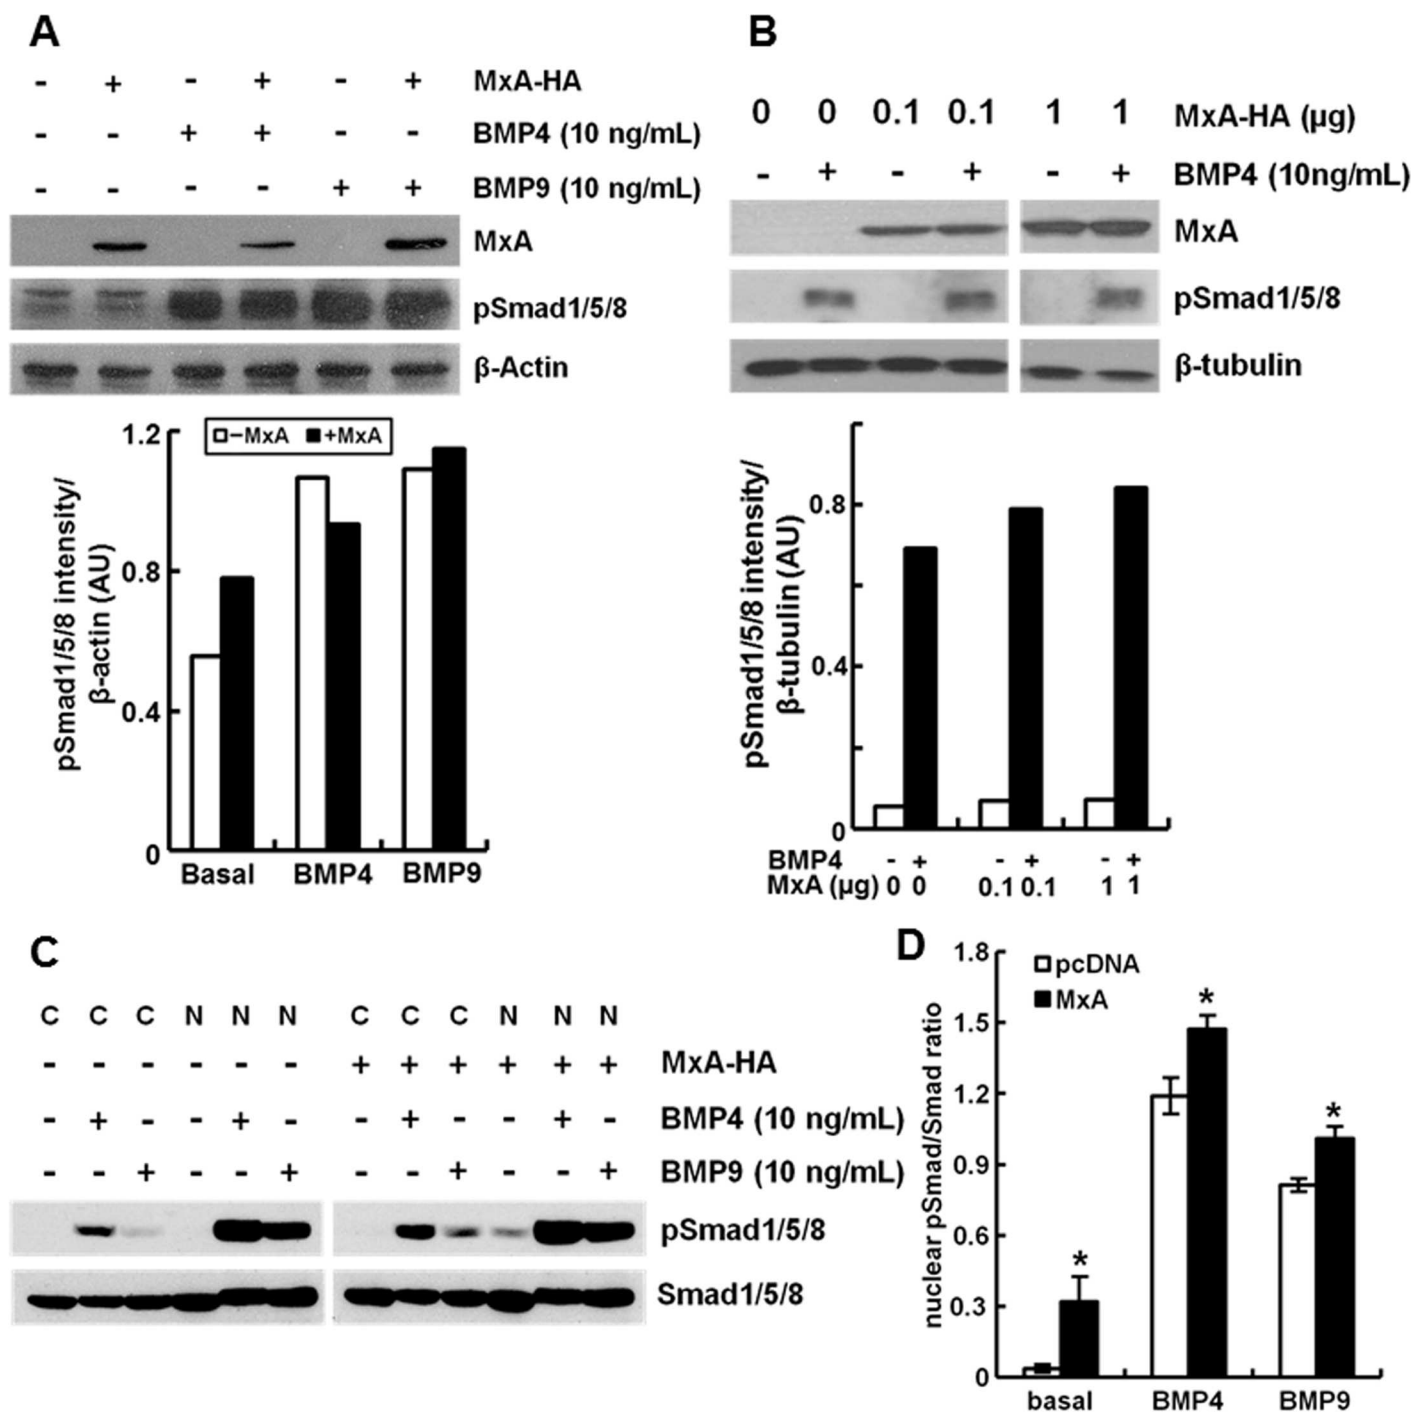 A
- + - + - + MxA-HA
- - + + - - BMP4 (10 ng/mL)
- - - - + + BMP9 (10 ng/mL)
MxA
pSmad1/5/8
β-Actin
1.2
0.8
0.4
0
−MxA +MxA
pSmad1/5/8 intensity/
β-actin (AU)
Basal BMP4 BMP9
B
0 0 0.1 0.1 1 1 MxA-HA (µg)
- + - + - + BMP4 (10ng/mL)
MxA
pSmad1/5/8
β-tubulin
pSmad1/5/8 intensity/
β-tubulin (AU)
0.8
0.4
0
BMP4 - + - + - +
MxA (µg) 0 0 0.1 0.1 1 1
C
C C C N N N C C C N N N
- - - - - - + + + + + + MxA-HA
- + - - + - - + - - + - BMP4 (10 ng/mL)
- - + - - + - - + - - + BMP9 (10 ng/mL)
pSmad1/5/8
Smad1/5/8
D
1.8
1.5
1.2
0.9
0.6
0.3
0
pcDNA
MxA
nuclear pSmad/Smad ratio
* * *
basal BMP4 BMP9